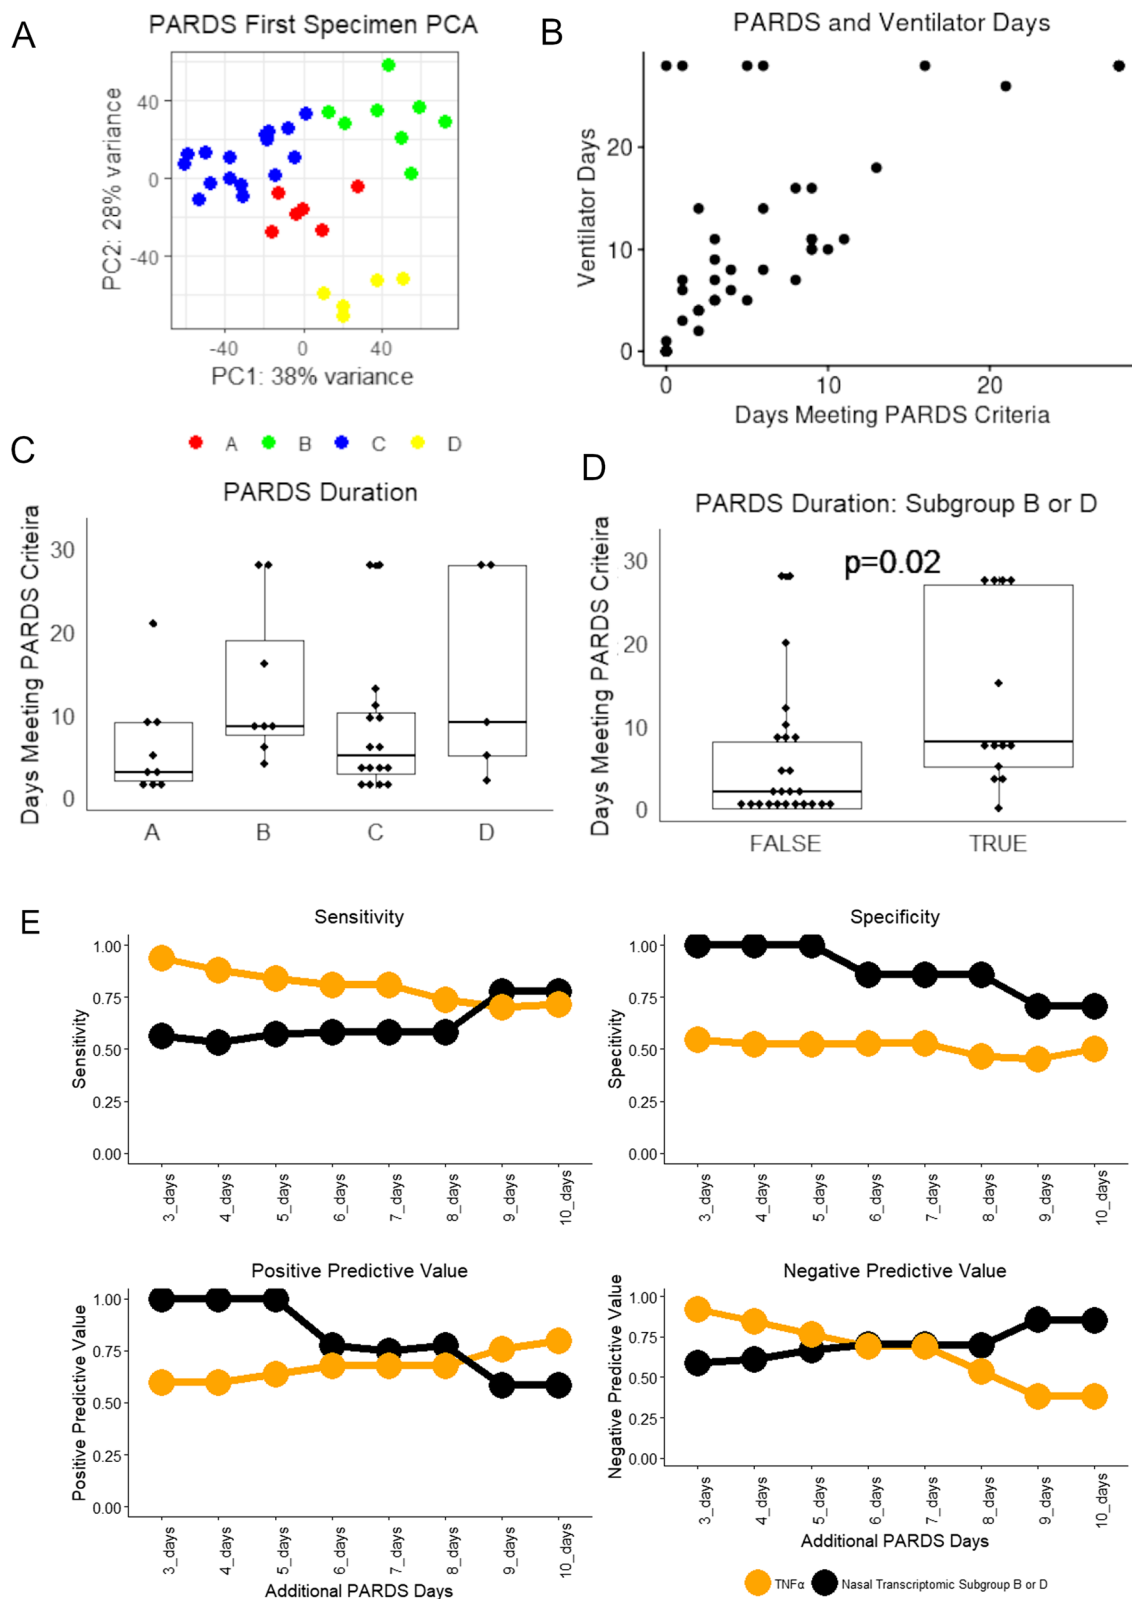 A
PARDS First Specimen PCA
PC2: 28% variance
40
0
-40
-40
0
40
PC1: 38% variance
A
B
C
D
B
PARDS and Ventilator Days
Ventilator Days
20
10
0
0
10
20
Days Meeting PARDS Criteria
C
PARDS Duration
Days Meeting PARDS Criteira
30
20
10
0
A
B
C
D
D
PARDS Duration: Subgroup B or D
p=0.02
Days Meeting PARDS Criteira
30
20
10
0
FALSE
TRUE
E
Sensitivity
Sensitivity
1.00
0.75
0.50
0.25
0.00
3_days
4_days
5_days
6_days
7_days
8_days
9_days
10_days
Specificity
Specitivity
1.00
0.75
0.50
0.25
0.00
3_days
4_days
5_days
6_days
7_days
8_days
9_days
10_days
Positive Predictive Value
Positive Predictive Value
1.00
0.75
0.50
0.25
0.00
3_days
4_days
5_days
6_days
7_days
8_days
9_days
10_days
Additional PARDS Days
Negative Predictive Value
Negative Predictive Value
1.00
0.75
0.50
0.25
0.00
3_days
4_days
5_days
6_days
7_days
8_days
9_days
10_days
Additional PARDS Days
TNFα
Nasal Transcriptomic Subgroup B or D